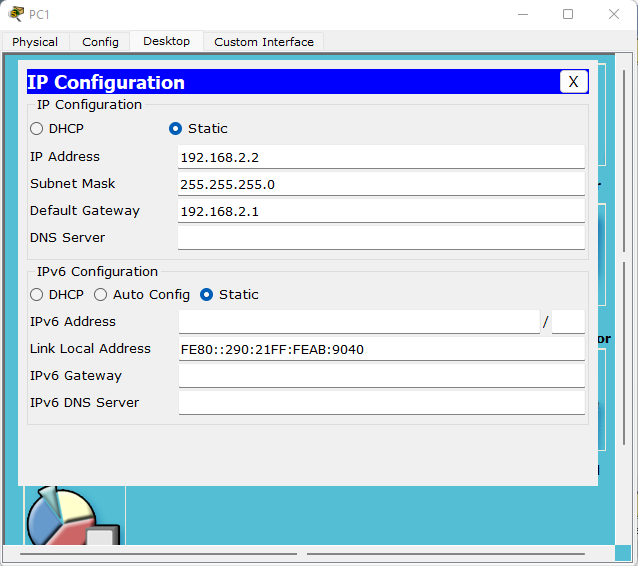 PC1
Physical Config Desktop Custom Interface
IP Configuration X
IP Configuration
DHCP Static
IP Address 192.168.2.2
Subnet Mask 255.255.255.0
Default Gateway 192.168.2.1
DNS Server
IPv6 Configuration
DHCP Auto Config Static
IPv6 Address /
Link Local Address FE80::290:21FF:FEAB:9040
IPv6 Gateway
IPv6 DNS Server
or